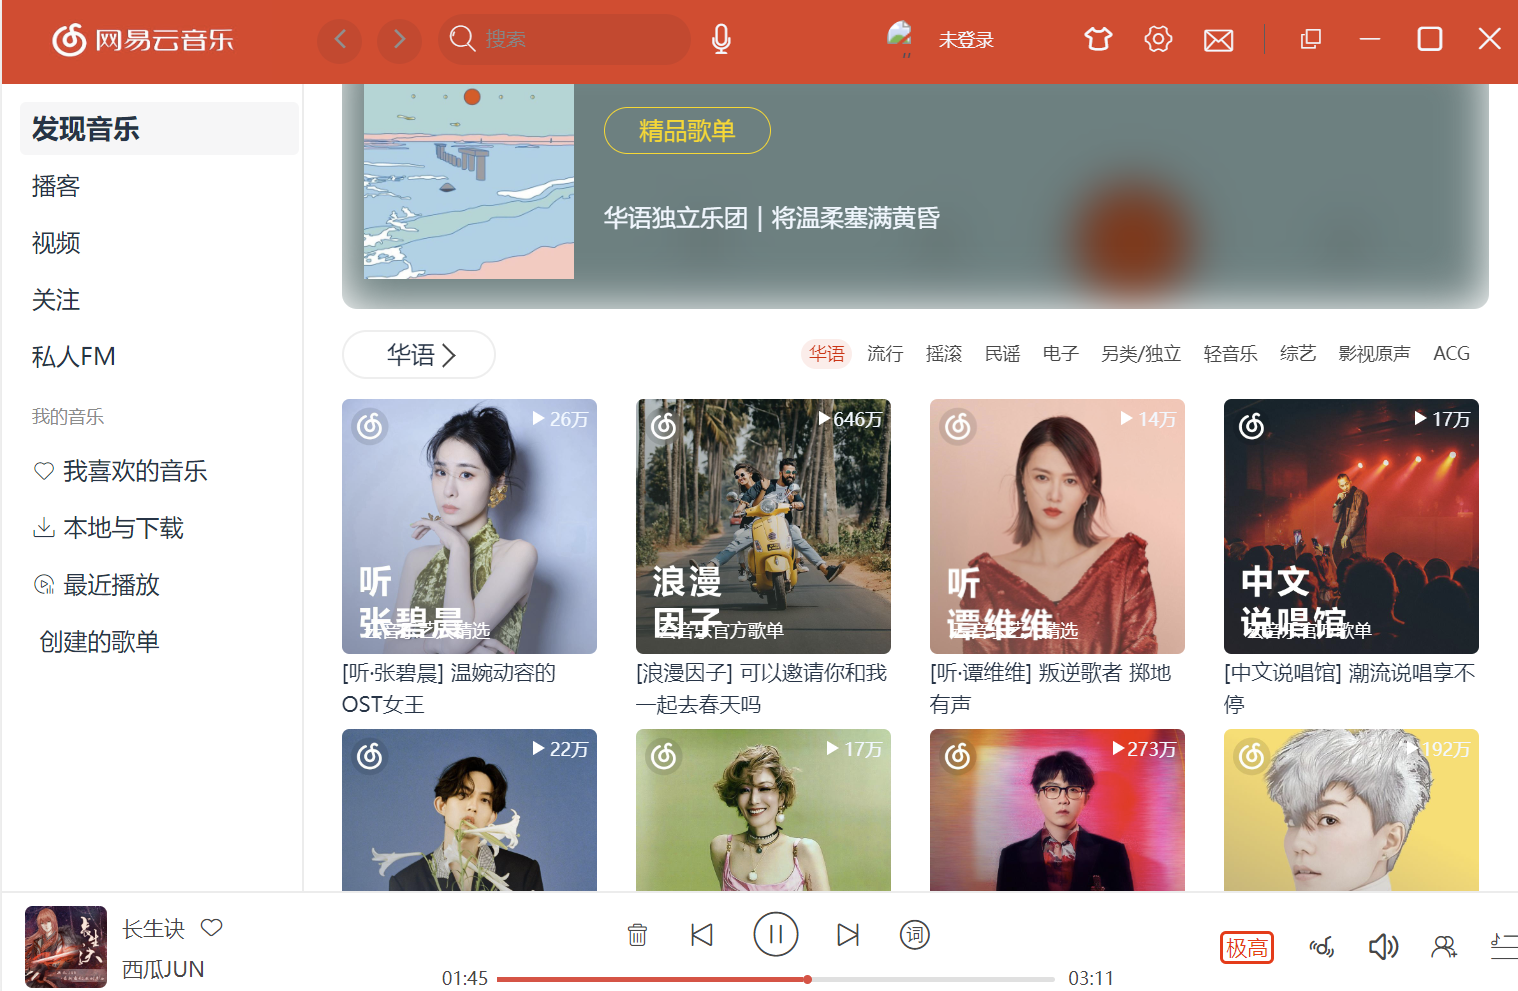 网易云音乐
搜索
未登录
发现音乐
播客
视频
关注
私人FM
我的音乐
我喜欢的音乐
本地与下载
最近播放
创建的歌单
精品歌单
华语独立乐团 | 将温柔塞满黄昏
华语
华语 流行 摇滚 民谣 电子 另类/独立 轻音乐 综艺 影视原声 ACG
26万
听
张碧晨
[听·张碧晨] 温婉动容的
OST女王
646万
浪漫
因子
云音乐官方歌单
[浪漫因子] 可以邀请你和我
一起去春天吗
14万
听
谭维维
[听·谭维维] 叛逆歌者 掷地
有声
17万
中文
说唱馆
云音乐官方歌单
[中文说唱馆] 潮流说唱享不
停
22万
17万
273万
192万
长生诀
长生诀
西瓜JUN
词
01:45
03:11
极高